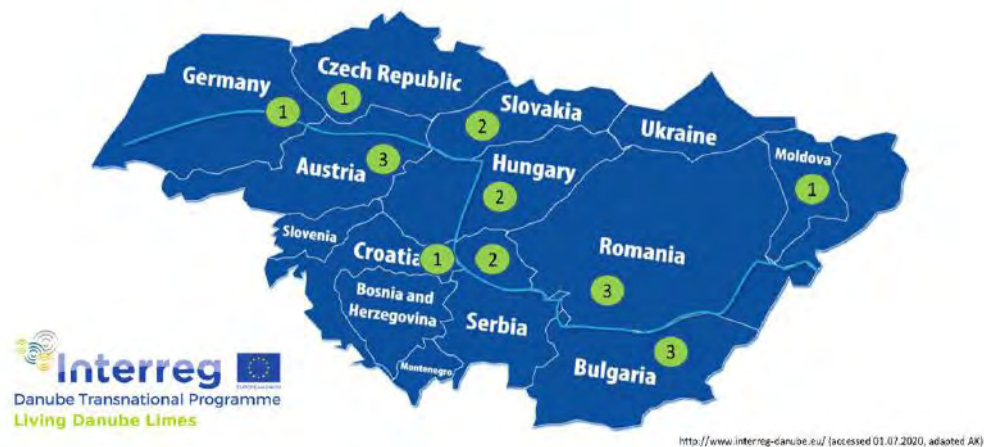 Germany
1
Czech Republic
1
Slovakia
2
Ukraine
Moldova
1
Austria
3
Hungary
2
Slovenia
Croatia
1
2
Romania
3
Bosnia and
Herzegovina
Serbia
Montenegro
Bulgaria
3
Interreg
EUROPEAN UNION
Danube Transnational Programme
Living Danube Limes
http://www.interreg-danube.eu/ (accessed 01.07.2020, adapted AK)